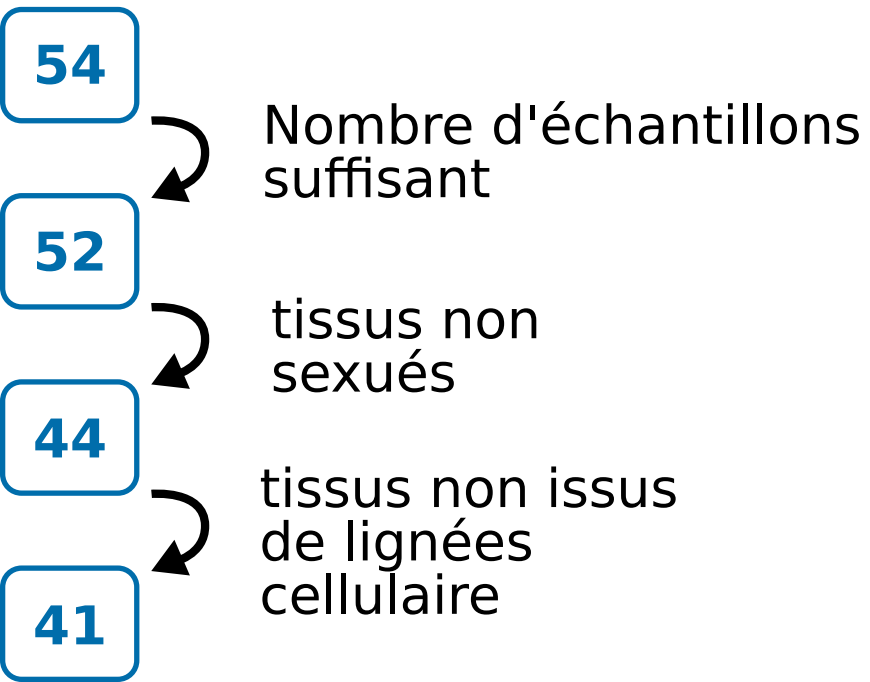 54
Nombre d'échantillons
suffisant
52
tissus non
sexués
44
tissus non issus
de lignées
cellulaire
41